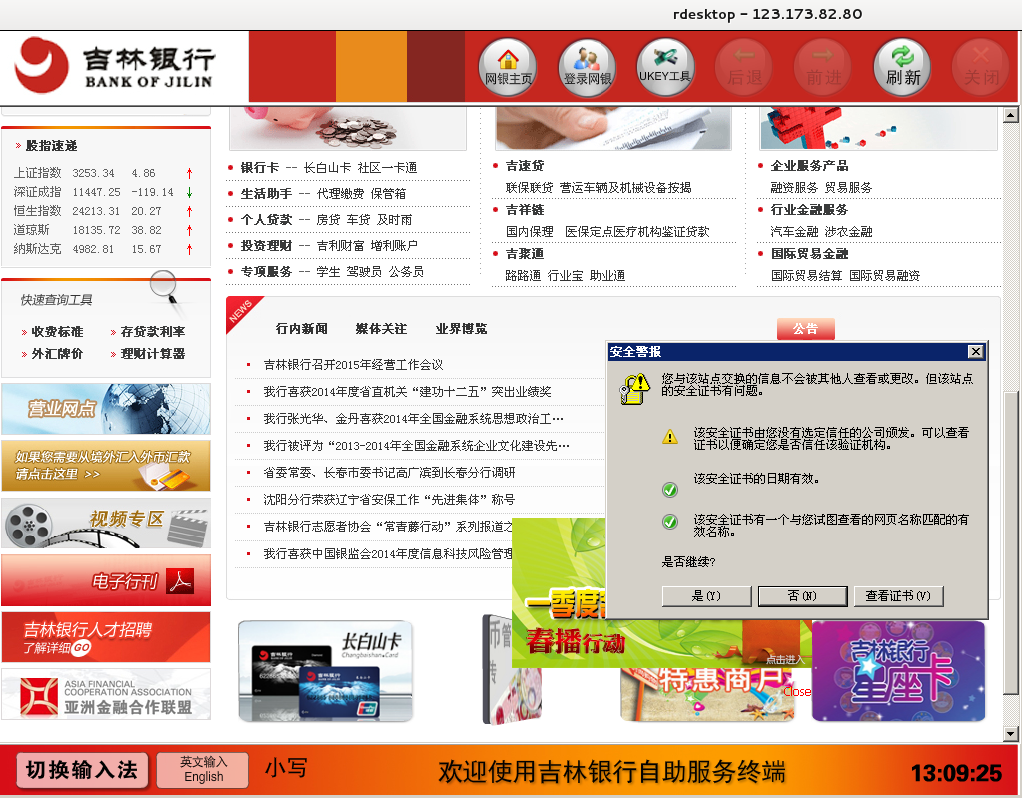 rdesktop - 123.173.82.80
吉林银行
BANK OF JILIN
网银主页
登录网银
UKEY工具
后退
前进
刷新
关闭
» 股指速递
上证指数 3253.34 4.86 ↑
深证成指 11447.25 -119.14 ↓
恒生指数 24213.31 20.27 ↑
道琼斯 18135.72 38.82 ↑
纳斯达克 4982.81 15.67 ↑
快速查询工具
» 收费标准 » 存贷款利率
» 外汇牌价 » 理财计算器
营业网点
如果您需要从境外汇入外币汇款
请点击这里 >>
视频专区
电子行刊
吉林银行人才招聘
了解详细GO
ASIA FINANCIAL
COOPERATION ASSOCIATION
亚洲金融合作联盟
银行卡 -- 长白山卡 社区一卡通
生活助手 -- 代理缴费 保管箱
个人贷款 -- 房贷 车贷 及时雨
投资理财 -- 吉利财富 增利账户
专项服务 -- 学生 驾驶员 公务员
吉速贷
联保联贷 营运车辆及机械设备按揭
吉祥链
国内保理 医保定点医疗机构鉴证贷款
吉聚通
路路通 行业宝 助业通
企业服务产品
融资服务 贸易服务
行业金融服务
汽车金融 涉农金融
国际贸易金融
国际贸易结算 国际贸易融资
NEWS
行内新闻 媒体关注 业界博览
公告
吉林银行召开2015年经营工作会议
我行喜获2014年度省直机关“建功十二五”突出业绩奖
我行张光华、金丹喜获2014年全国金融系统思想政治工…
我行被评为“2013-2014年全国金融系统企业文化建设先…
省委常委、长春市委书记高广滨到长春分行调研
沈阳分行荣获辽宁省安保工作“先进集体”称号
吉林银行志愿者协会“常青藤行动”系列报道之
我行喜获中国银监会2014年度信息科技风险管理
安全警报
您与该站点交换的信息不会被其他人查看或更改。但该站点
的安全证书有问题。
该安全证书由您没有选定信任的公司颁发。可以查看
证书以便确定您是否信任该验证机构。
该安全证书的日期有效。
该安全证书有一个与您试图查看的网页名称匹配的有
效名称。
是否继续?
是(Y)
否(N)
查看证书(V)
一季度
春播行动
点击进入
Close
长白山卡
Changbaishan Card
特惠商户
吉林银行
星座卡
切换输入法
英文输入
English
小写
欢迎使用吉林银行自助服务终端
13:09:25